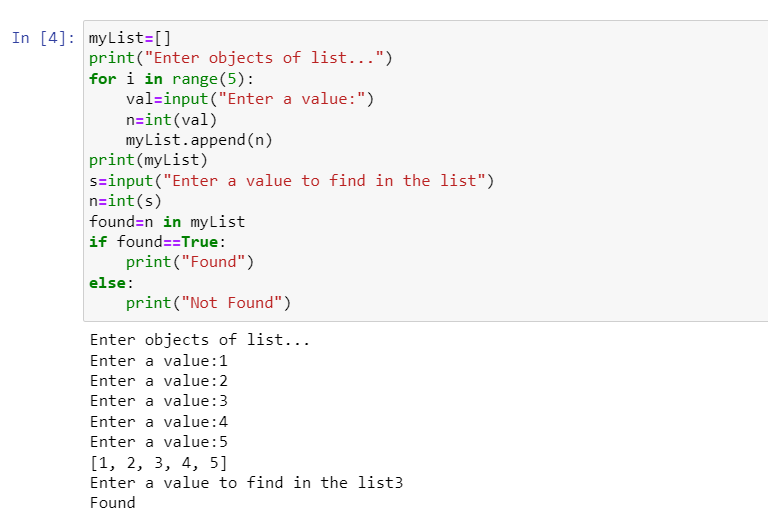 In [4]: myList=[]
print("Enter objects of list...")
for i in range(5):
    val=input("Enter a value:")
    n=int(val)
    myList.append(n)
print(myList)
s=input("Enter a value to find in the list")
n=int(s)
found=n in myList
if found==True:
    print("Found")
else:
    print("Not Found")
Enter objects of list...
Enter a value:1
Enter a value:2
Enter a value:3
Enter a value:4
Enter a value:5
[1, 2, 3, 4, 5]
Enter a value to find in the list3
Found